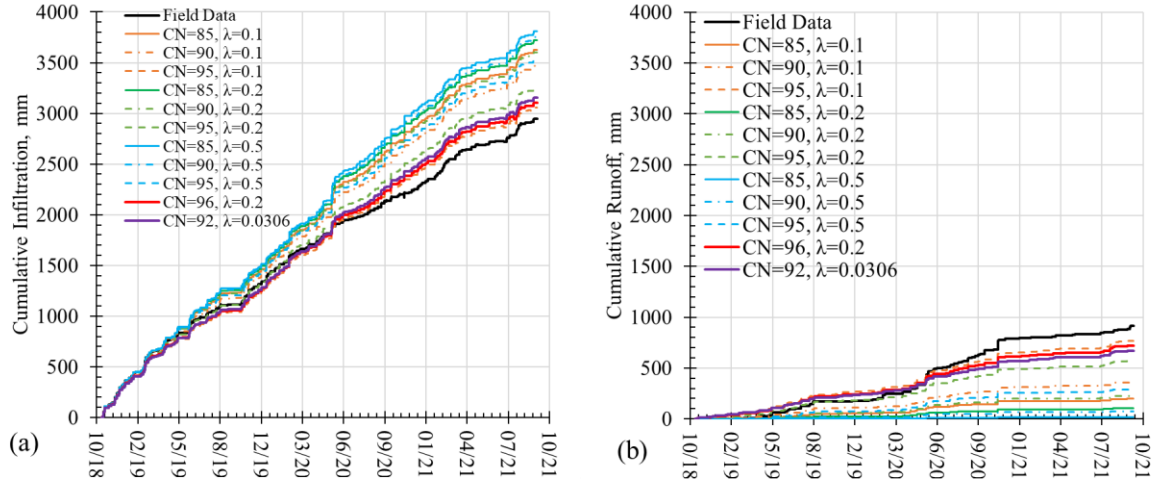 Field Data
CN=85, λ=0.1
CN=90, λ=0.1
CN=95, λ=0.1
CN=85, λ=0.2
CN=90, λ=0.2
CN=95, λ=0.2
CN=85, λ=0.5
CN=90, λ=0.5
CN=95, λ=0.5
CN=96, λ=0.2
CN=92, λ=0.0306
Cumulative Infiltration, mm
4000
3500
3000
2500
2000
1500
1000
500
0
10/18
02/19
05/19
08/19
12/19
03/20
06/20
09/20
01/21
04/21
07/21
10/21
(a)
Field Data
CN=85, λ=0.1
CN=90, λ=0.1
CN=95, λ=0.1
CN=85, λ=0.2
CN=90, λ=0.2
CN=95, λ=0.2
CN=85, λ=0.5
CN=90, λ=0.5
CN=95, λ=0.5
CN=96, λ=0.2
CN=92, λ=0.0306
Cumulative Runoff, mm
4000
3500
3000
2500
2000
1500
1000
500
0
10/18
02/19
05/19
08/19
12/19
03/20
06/20
09/20
01/21
04/21
07/21
10/21
(b)